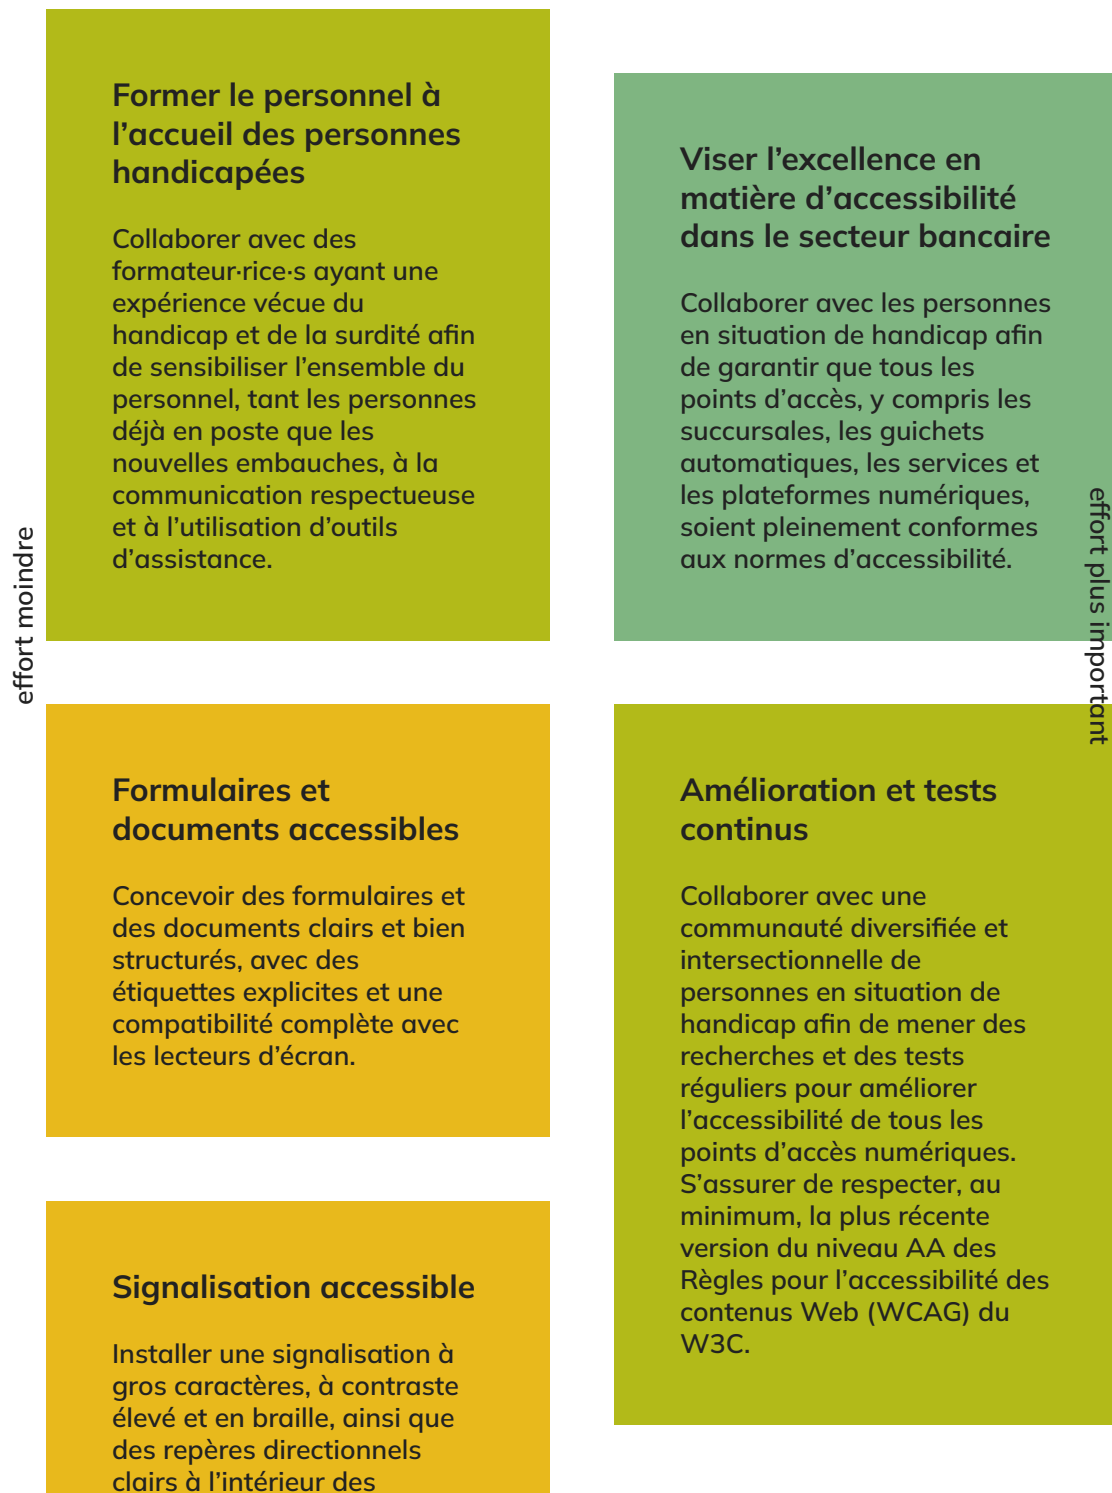 effort moindre
Former le personnel à
l’accueil des personnes
handicapées
Collaborer avec des
formateur·rice·s ayant une
expérience vécue du
handicap et de la surdité afin
de sensibiliser l’ensemble du
personnel, tant les personnes
déjà en poste que les
nouvelles embauches, à la
communication respectueuse
et à l’utilisation d’outils
d’assistance.
Formulaires et
documents accessibles
Concevoir des formulaires et
des documents clairs et bien
structurés, avec des
étiquettes explicites et une
compatibilité complète avec
les lecteurs d’écran.
Signalisation accessible
Installer une signalisation à
gros caractères, à contraste
élevé et en braille, ainsi que
des repères directionnels
clairs à l’intérieur des
Viser l’excellence en
matière d’accessibilité
dans le secteur bancaire
Collaborer avec les personnes
en situation de handicap afin
de garantir que tous les
points d’accès, y compris les
succursales, les guichets
automatiques, les services et
les plateformes numériques,
soient pleinement conformes
aux normes d’accessibilité.
Amélioration et tests
continus
Collaborer avec une
communauté diversifiée et
intersectionnelle de
personnes en situation de
handicap afin de mener des
recherches et des tests
réguliers pour améliorer
l’accessibilité de tous les
points d’accès numériques.
S’assurer de respecter, au
minimum, la plus récente
version du niveau AA des
Règles pour l’accessibilité des
contenus Web (WCAG) du
W3C.
effort plus important